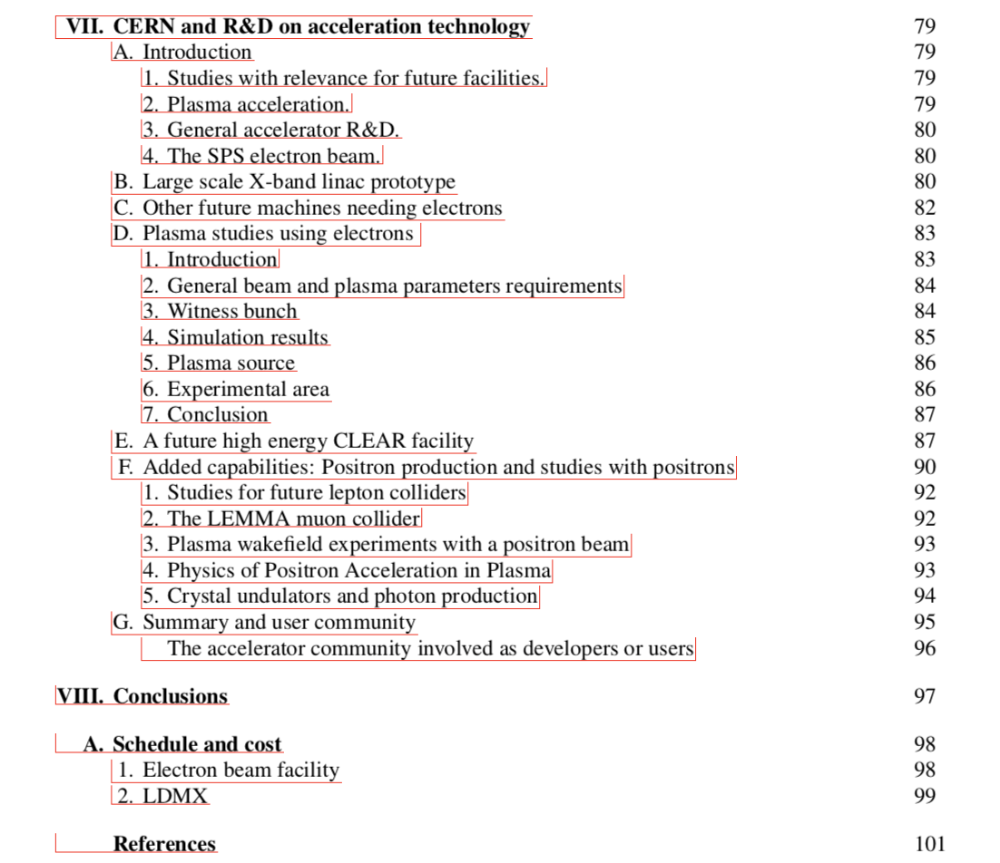 VII. CERN and R&D on acceleration technology 79
A. Introduction 79
1. Studies with relevance for future facilities. 79
2. Plasma acceleration. 79
3. General accelerator R&D. 80
4. The SPS electron beam. 80
B. Large scale X-band linac prototype 80
C. Other future machines needing electrons 82
D. Plasma studies using electrons 83
1. Introduction 83
2. General beam and plasma parameters requirements 84
3. Witness bunch 84
4. Simulation results 85
5. Plasma source 86
6. Experimental area 86
7. Conclusion 87
E. A future high energy CLEAR facility 87
F. Added capabilities: Positron production and studies with positrons 90
1. Studies for future lepton colliders 92
2. The LEMMA muon collider 92
3. Plasma wakefield experiments with a positron beam 93
4. Physics of Positron Acceleration in Plasma 93
5. Crystal undulators and photon production 94
G. Summary and user community 95
The accelerator community involved as developers or users 96
VIII. Conclusions 97
A. Schedule and cost 98
1. Electron beam facility 98
2. LDMX 99
References 101